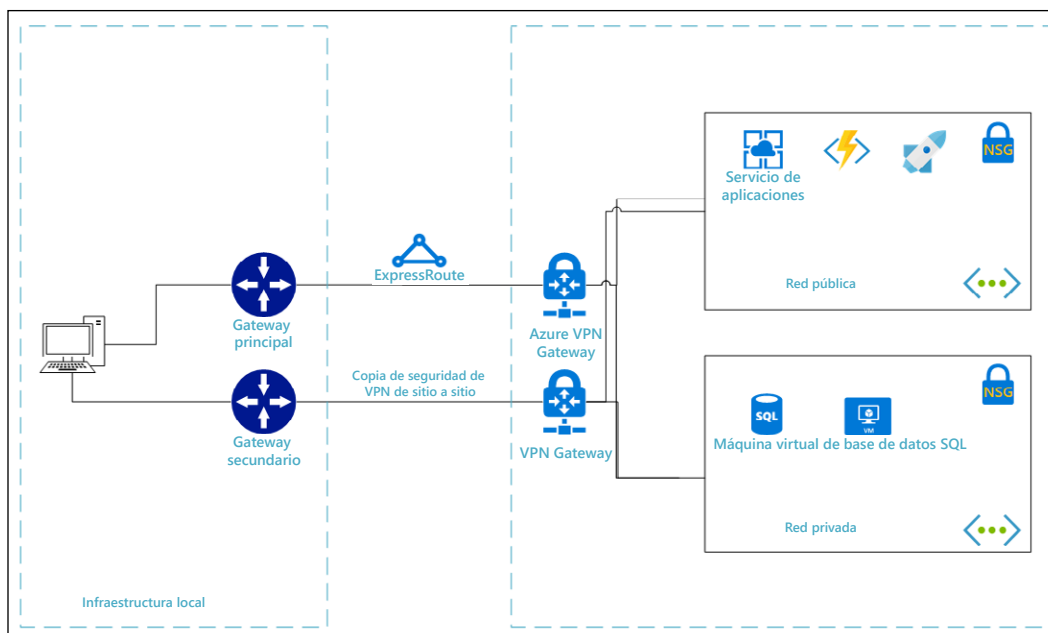 NSG
Servicio de
aplicaciones
Red pública
ExpressRoute
Gateway
principal
Azure VPN
Gateway
Copia de seguridad de
VPN de sitio a sitio
Gateway
secundario
VPN Gateway
NSG
SQL
VM
Máquina virtual de base de datos SQL
Red privada
Infraestructura local